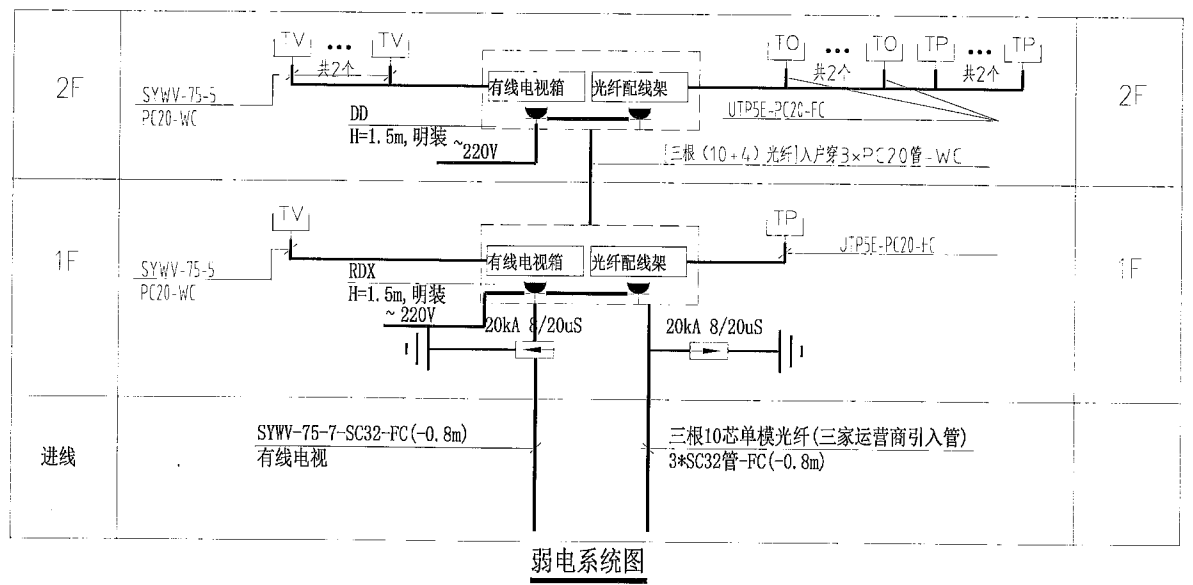 TV ••• TV
共2个
TO ••• TO TP ••• TP
共2个 共2个
2F
SYWV-75-5
PC20-WC
有线电视箱 光纤配线架
UTP5E-PC20-FC
2F
DD
H=1.5m,明装
~220V
三根(10+4)光纤入户穿3×PC20管-WC
TV
TP
1F
SYWV-75-5
PC20-WC
有线电视箱 光纤配线架
UTP5E-PC20-FC
1F
RDX
H=1.5m,明装
~220V
20kA 8/20uS
20kA 8/20uS
进线
SYWV-75-7-SC32-FC(-0.8m)
有线电视
三根10芯单模光纤(三家运营商引入管)
3*SC32管-FC(-0.8m)
弱电系统图